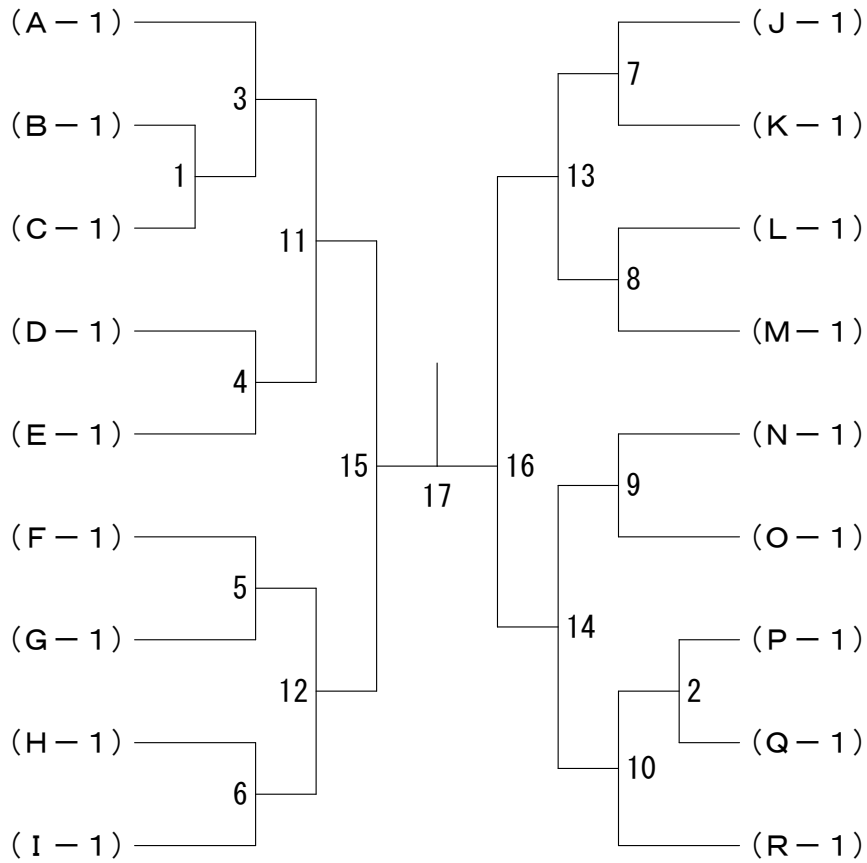 (A－1)
(B－1)
(C－1)
(D－1)
(E－1)
(F－1)
(G－1)
(H－1)
(I－1)
3
1
11
4
15
5
12
6
17
(J－1)
(K－1)
(L－1)
(M－1)
(N－1)
(O－1)
(P－1)
(Q－1)
(R－1)
7
13
8
16
9
14
2
10